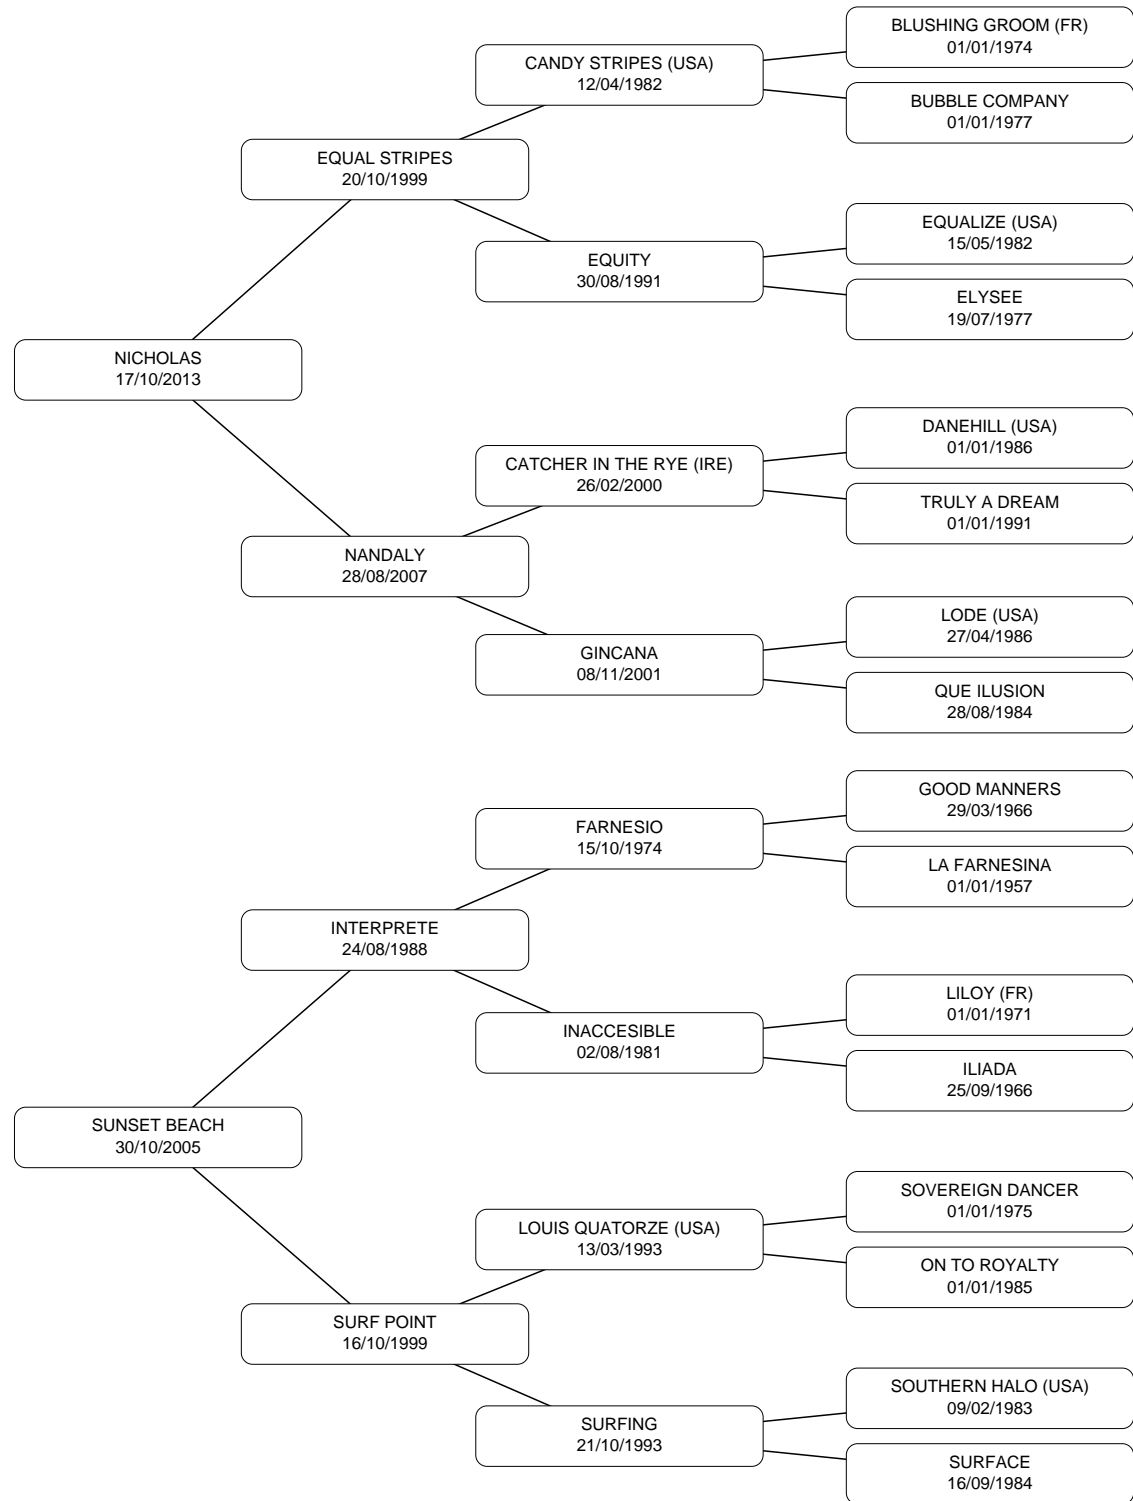 BLUSHING GROOM (FR)
01/01/1974
CANDY STRIPES (USA)
12/04/1982
BUBBLE COMPANY
01/01/1977
EQUAL STRIPES
20/10/1999
EQUALIZE (USA)
15/05/1982
EQUITY
30/08/1991
ELYSEE
19/07/1977
NICHOLAS
17/10/2013
DANEHILL (USA)
01/01/1986
CATCHER IN THE RYE (IRE)
26/02/2000
TRULY A DREAM
01/01/1991
NANDALY
28/08/2007
LODE (USA)
27/04/1986
GINCANA
08/11/2001
QUE ILUSION
28/08/1984
GOOD MANNERS
29/03/1966
FARNESIO
15/10/1974
LA FARNESINA
01/01/1957
INTERPRETE
24/08/1988
LILOY (FR)
01/01/1971
INACCESIBLE
02/08/1981
ILIADA
25/09/1966
SUNSET BEACH
30/10/2005
SOVEREIGN DANCER
01/01/1975
LOUIS QUATORZE (USA)
13/03/1993
ON TO ROYALTY
01/01/1985
SURF POINT
16/10/1999
SOUTHERN HALO (USA)
09/02/1983
SURFING
21/10/1993
SURFACE
16/09/1984